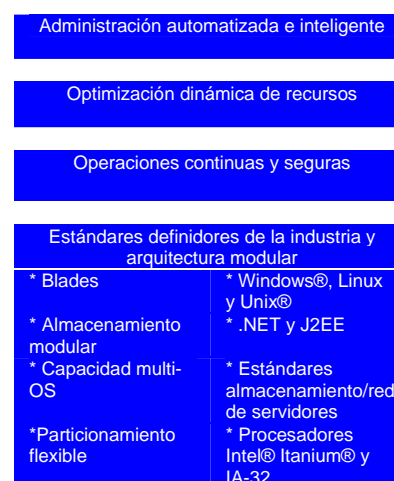 Administración automatizada e inteligente
Optimización dinámica de recursos
Operaciones continuas y seguras
Estándares definidores de la industria y
arquitectura modular
* Blades
* Windows®, Linux
y Unix®
* Almacenamiento
modular
* .NET y J2EE
* Capacidad multi-
OS
* Estándares
almacenamiento/red
de servidores
*Particionamiento
flexible
* Procesadores
Intel® Itanium® y
IA-32